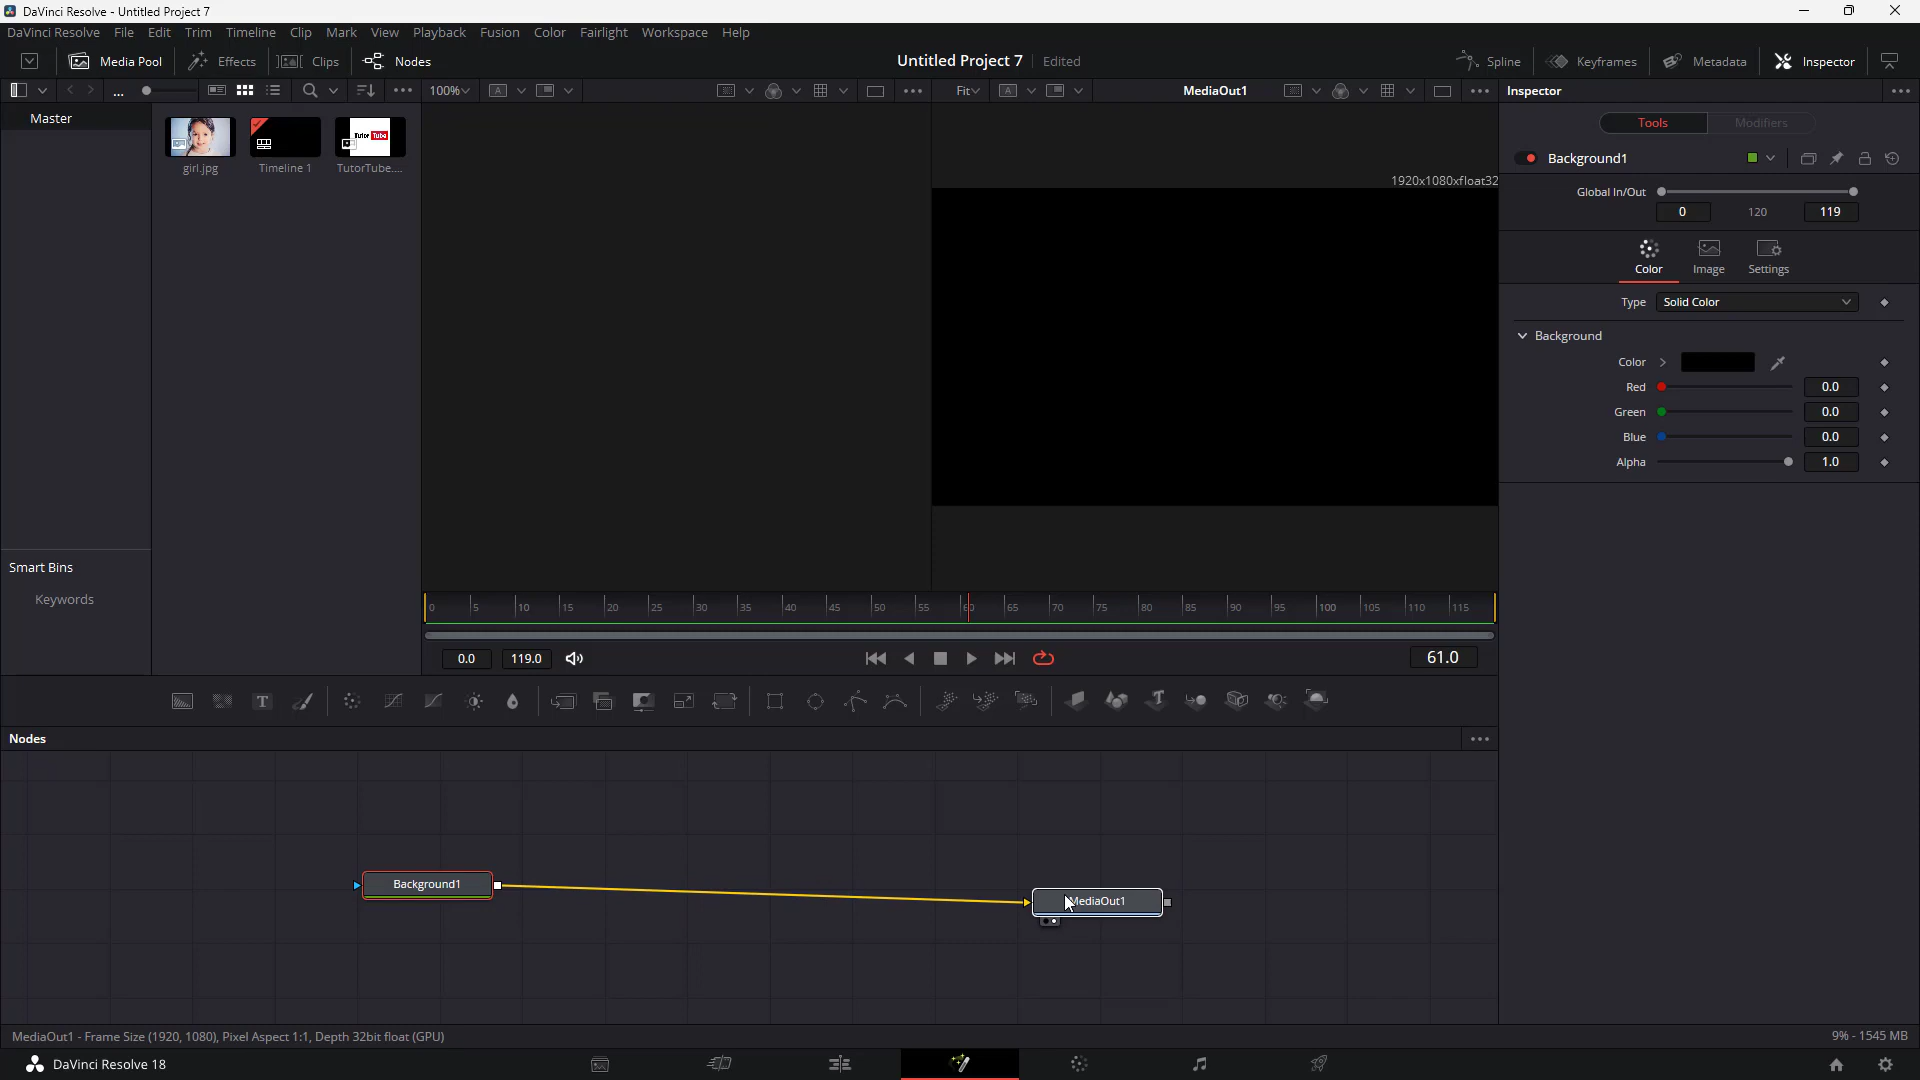 DaVinci Resolve - Untitled Project 7
DaVinci Resolve File Edit Trim Timeline Clip Mark View Playback Fusion Color Fairlight Workspace Help
Media Pool Effects Clips Nodes Untitled Project 7 Edited Spline Keyframes Metadata Inspector
... 100% A Fit A MediaOut1 Inspector
Master
Tools Modifiers
girl.jpg Timeline 1 TutorTube....
Tutor Tube
Background1
1920x1080xfloat32
Global In/Out
0 120 119
Color Image Settings
Type Solid Color
Background
Color
Red 0.0
Green 0.0
Blue 0.0
Alpha 1.0
Smart Bins
Keywords
0 5 10 15 20 25 30 35 40 45 50 55 60 65 70 75 80 85 90 95 100 105 110 115
0.0 119.0 61.0
T T
Nodes
Background1
MediaOut1
MediaOut1 - Frame Size (1920, 1080), Pixel Aspect 1:1, Depth 32bit float (GPU)
9% - 1545 MB
DaVinci Resolve 18